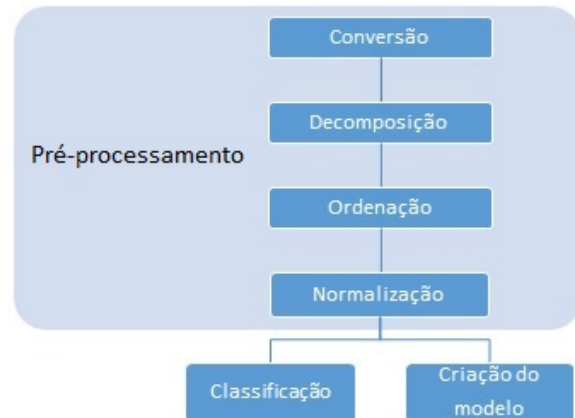 Conversão
Decomposição
Pré-processamento
Ordenação
Normalização
Classificação
Criação do
modelo